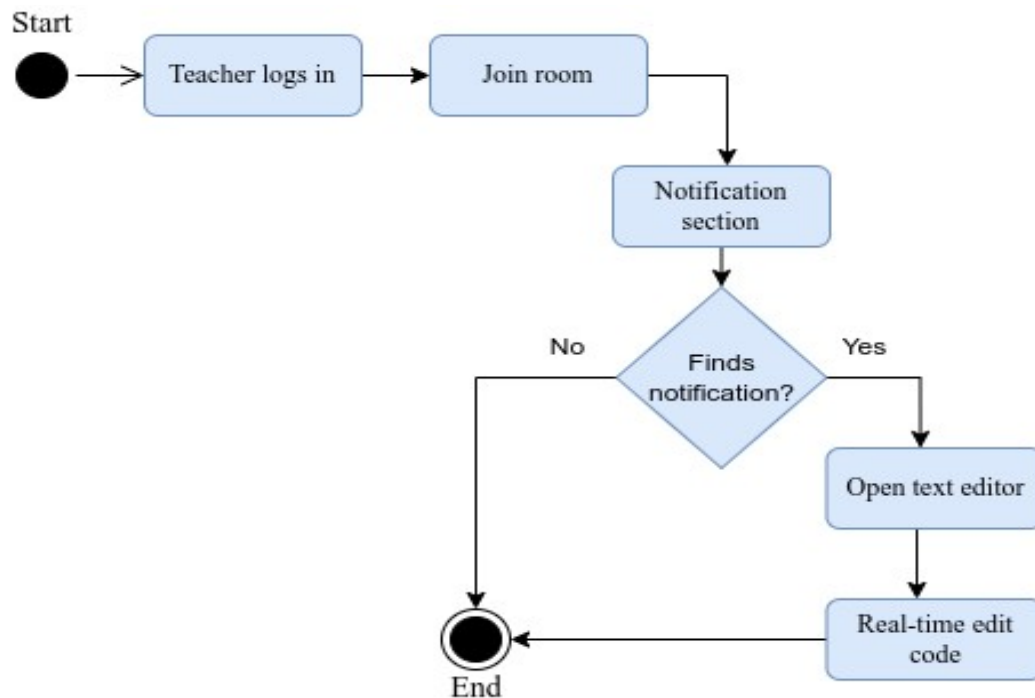 Start
Teacher logs in
Join room
Notification
section
Finds
notification?
No
Yes
Open text editor
Real-time edit
code
End